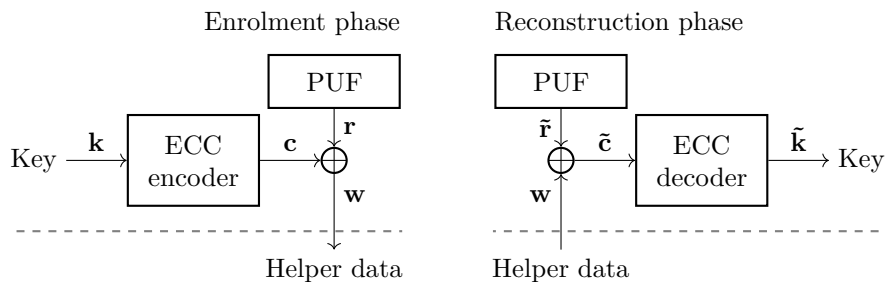 Enrolment phase
Reconstruction phase
PUF
PUF
r
r̃
Key
k
ECC
encoder
c
w
c̃
ECC
decoder
k̃
Key
w
Helper data
Helper data